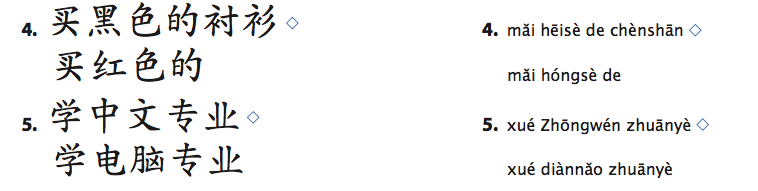 4. 买黑色的衬衫 ◇
买红色的
5. 学中文专业 ◇
学电脑专业
4. mǎi hēisè de chènshān ◇
mǎi hóngsè de
5. xué Zhōngwén zhuānyè ◇
xué diànnǎo zhuānyè